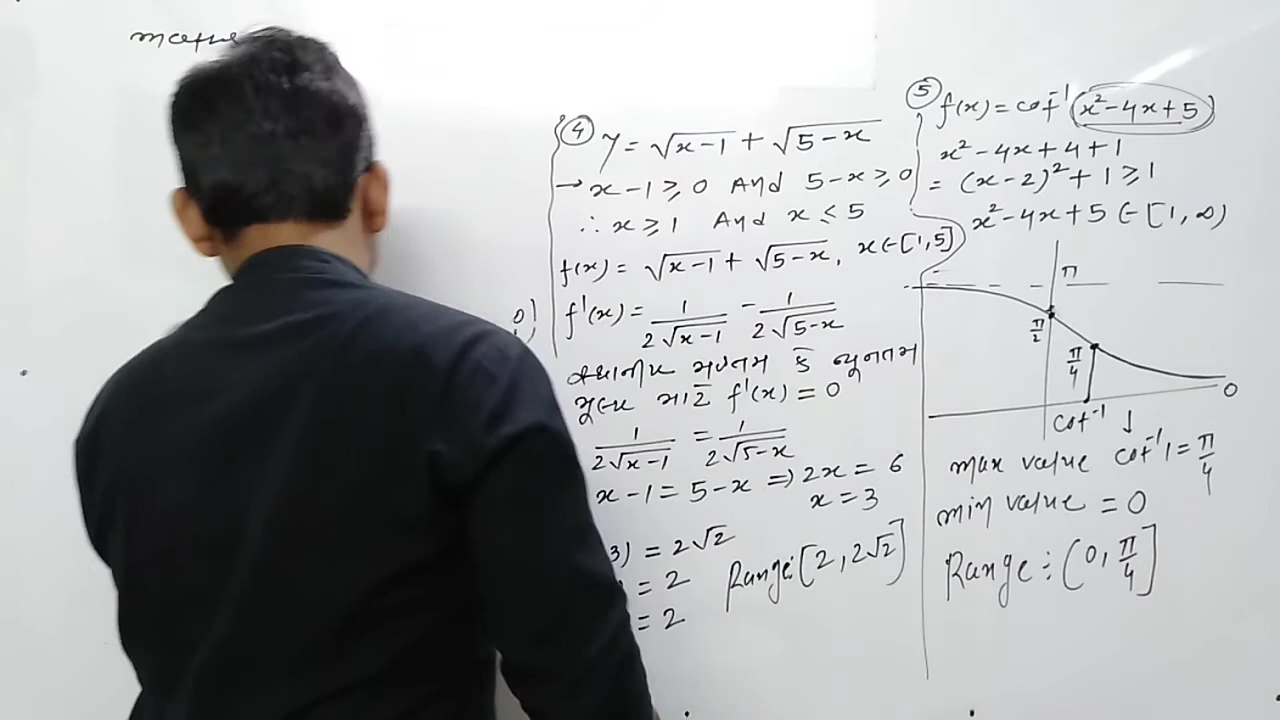 ④ y = √x-1 + √5-x
→ x-1 ≥ 0 And 5-x ≥ 0
∴ x ≥ 1 And x ≤ 5
f(x) = √x-1 + √5-x, x ∈ [1, 5]
f'(x) = 1/2√x-1 - 1/2√5-x
f'(x) = 0
1/2√x-1 = 1/2√5-x
x-1 = 5-x ⇒ 2x = 6
x = 3
3) = 2√2
= 2 Range: [2, 2√2]
= 2
⑤ f(x) = cot⁻¹(x²-4x+5)
x²-4x+4+1
= (x-2)²+1 ≥ 1
x²-4x+5 ∈ [1, ∞)
π
π/2
π/4
0
cot⁻¹ ↓
max value cot⁻¹1 = π/4
min value = 0
Range: (0, π/4]